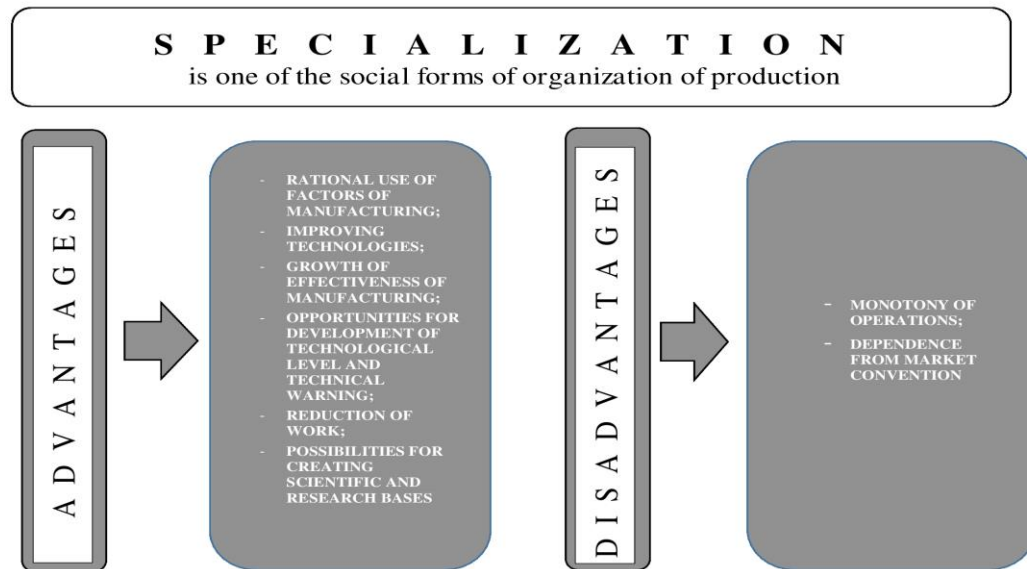 S P E C I A L I Z A T I O N
is one of the social forms of organization of production
ADVANTAGES
- RATIONAL USE OF
FACTORS OF
MANUFACTURING;
- IMPROVING
TECHNOLOGIES;
- GROWTH OF
EFFECTIVENESS OF
MANUFACTURING;
- OPPORTUNITIES FOR
DEVELOPMENT OF
TECHNOLOGICAL
LEVEL AND
TECHNICAL
WARNING;
- REDUCTION OF
WORK;
- POSSIBILITIES FOR
CREATING
SCIENTIFIC AND
RESEARCH BASES
DISADVANTAGES
- MONOTONY OF
OPERATIONS;
- DEPENDENCE
FROM MARKET
CONVENTION